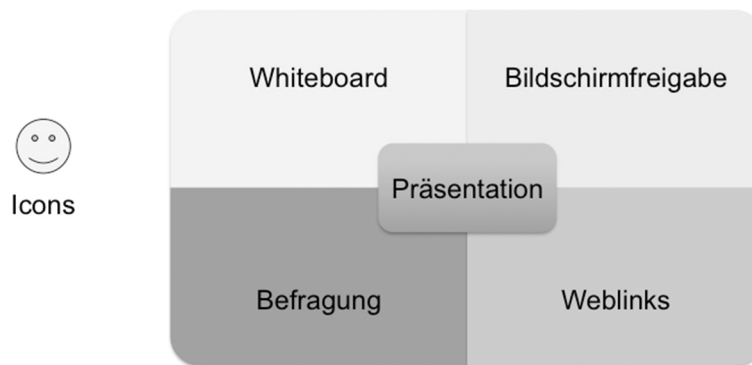 Whiteboard
Bildschirmfreigabe
Icons
Präsentation
Befragung
Weblinks